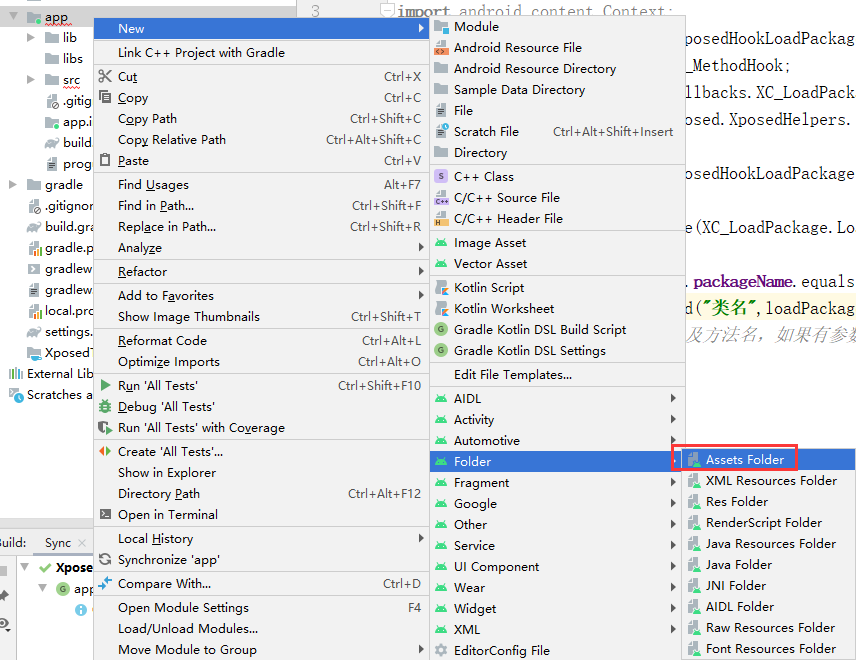 app
lib
libs
src
.gitig
app.i
build.
prog
gradle
.gitignor
build.gra
gradle.p
gradlew
gradlew.
local.pro
settings.
XposedT
External Lib
Scratches a
Build:
Sync
Xpose
app
New
Link C++ Project with Gradle
Cut Ctrl+X
Copy Ctrl+C
Copy Path Ctrl+Shift+C
Copy Relative Path Ctrl+Alt+Shift+C
Paste Ctrl+V
Find Usages Alt+F7
Find in Path... Ctrl+Shift+F
Replace in Path... Ctrl+Shift+R
Analyze
Refactor
Add to Favorites
Show Image Thumbnails Ctrl+Shift+T
Reformat Code Ctrl+Alt+L
Optimize Imports Ctrl+Alt+O
Run 'All Tests' Ctrl+Shift+F10
Debug 'All Tests'
Run 'All Tests' with Coverage
Create 'All Tests'...
Show in Explorer
Directory Path Ctrl+Alt+F12
Open in Terminal
Local History
Synchronize 'app'
Compare With... Ctrl+D
Open Module Settings F4
Load/Unload Modules...
Move Module to Group
Module
Android Resource File
Android Resource Directory
Sample Data Directory
File
Scratch File Ctrl+Alt+Shift+Insert
Directory
C++ Class
C/C++ Source File
C/C++ Header File
Image Asset
Vector Asset
Kotlin Script
Kotlin Worksheet
Gradle Kotlin DSL Build Script
Gradle Kotlin DSL Settings
Edit File Templates...
AIDL
Activity
Automotive
Folder
Fragment
Google
Other
Service
UI Component
Wear
Widget
XML
EditorConfig File
Assets Folder
XML Resources Folder
Res Folder
RenderScript Folder
Java Resources Folder
Java Folder
JNI Folder
AIDL Folder
Raw Resources Folder
Font Resources Folder
3 import android.content.Context;
posedHookLoadPackag
_MethodHook;
llbacks.XC_LoadPac
osed.XposedHelpers.
posedHookLoadPackage
e(XC_LoadPackage.Lo
.packageName.equals
d("类名",loadPackag
及方法名，如果有参数